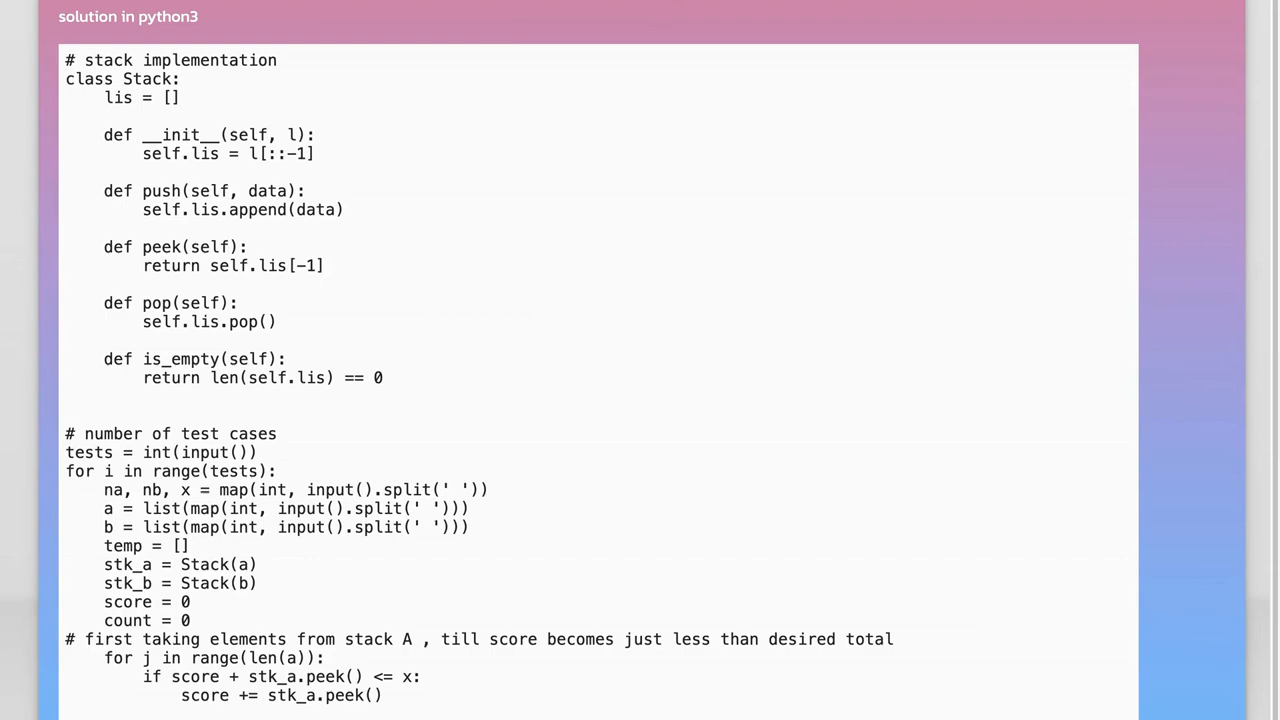 solution in python3
# stack implementation
class Stack:
    lis = []
    def __init__(self, l):
        self.lis = l[::-1]
    def push(self, data):
        self.lis.append(data)
    def peek(self):
        return self.lis[-1]
    def pop(self):
        self.lis.pop()
    def is_empty(self):
        return len(self.lis) == 0
# number of test cases
tests = int(input())
for i in range(tests):
    na, nb, x = map(int, input().split(' '))
    a = list(map(int, input().split(' ')))
    b = list(map(int, input().split(' ')))
    temp = []
    stk_a = Stack(a)
    stk_b = Stack(b)
    score = 0
    count = 0
# first taking elements from stack A , till score becomes just less than desired total
    for j in range(len(a)):
        if score + stk_a.peek() <= x:
            score += stk_a.peek()